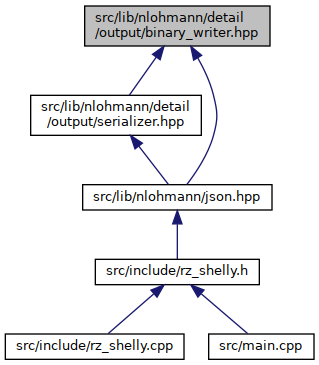 src/lib/nlohmann/detail
/output/binary_writer.hpp
src/lib/nlohmann/detail
/output/serializer.hpp
src/lib/nlohmann/json.hpp
src/include/rz_shelly.h
src/include/rz_shelly.cpp
src/main.cpp